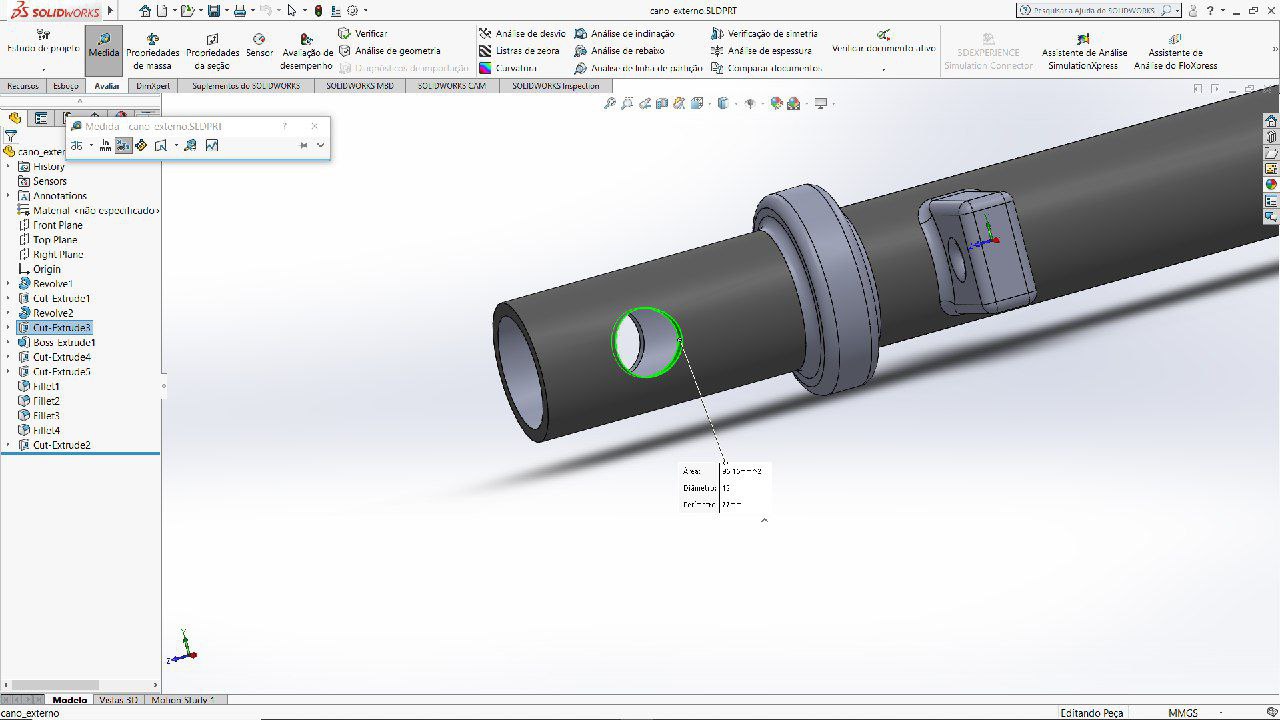 SOLIDWORKS
cano_externo.SLDPRT
Pesquisar a Ajuda do SOLIDWORKS
Estudo de projeto
Medida
Propriedades de massa
Propriedades da seção
Sensor
Avaliação de desempenho
Verificar
Análise de geometria
Diagnósticos de importação
Análise de desvio
Listras de zebra
Curvatura
Análise de inclinação
Análise de rebaixo
Análise de linha de partição
Verificação de simetria
Análise de espessura
Comparar documentos
Verificar documento ativo
3DEXPERIENCE
Simulation Connector
Assistente de Análise
SimulationXpress
Assistente de
Análise do FloXpress
Recursos
Esboço
Avaliar
DimXpert
Suplementos do SOLIDWORKS
SOLIDWORKS MBD
SOLIDWORKS CAM
SOLIDWORKS Inspection
Medida - cano_externo.SLDPRT
?
in
mm
cano_exter
History
Sensors
Annotations
Material <não especificado>
Front Plane
Top Plane
Right Plane
Origin
Revolve1
Cut-Extrude1
Revolve2
Cut-Extrude3
Boss-Extrude1
Cut-Extrude4
Cut-Extrude5
Fillet1
Fillet2
Fillet3
Fillet4
Cut-Extrude2
Área:
Diâmetro:
Perímetro:
Y
Z
Modelo
Vistas 3D
Motion Study 1
cano_externo
Editando Peça
MMGS